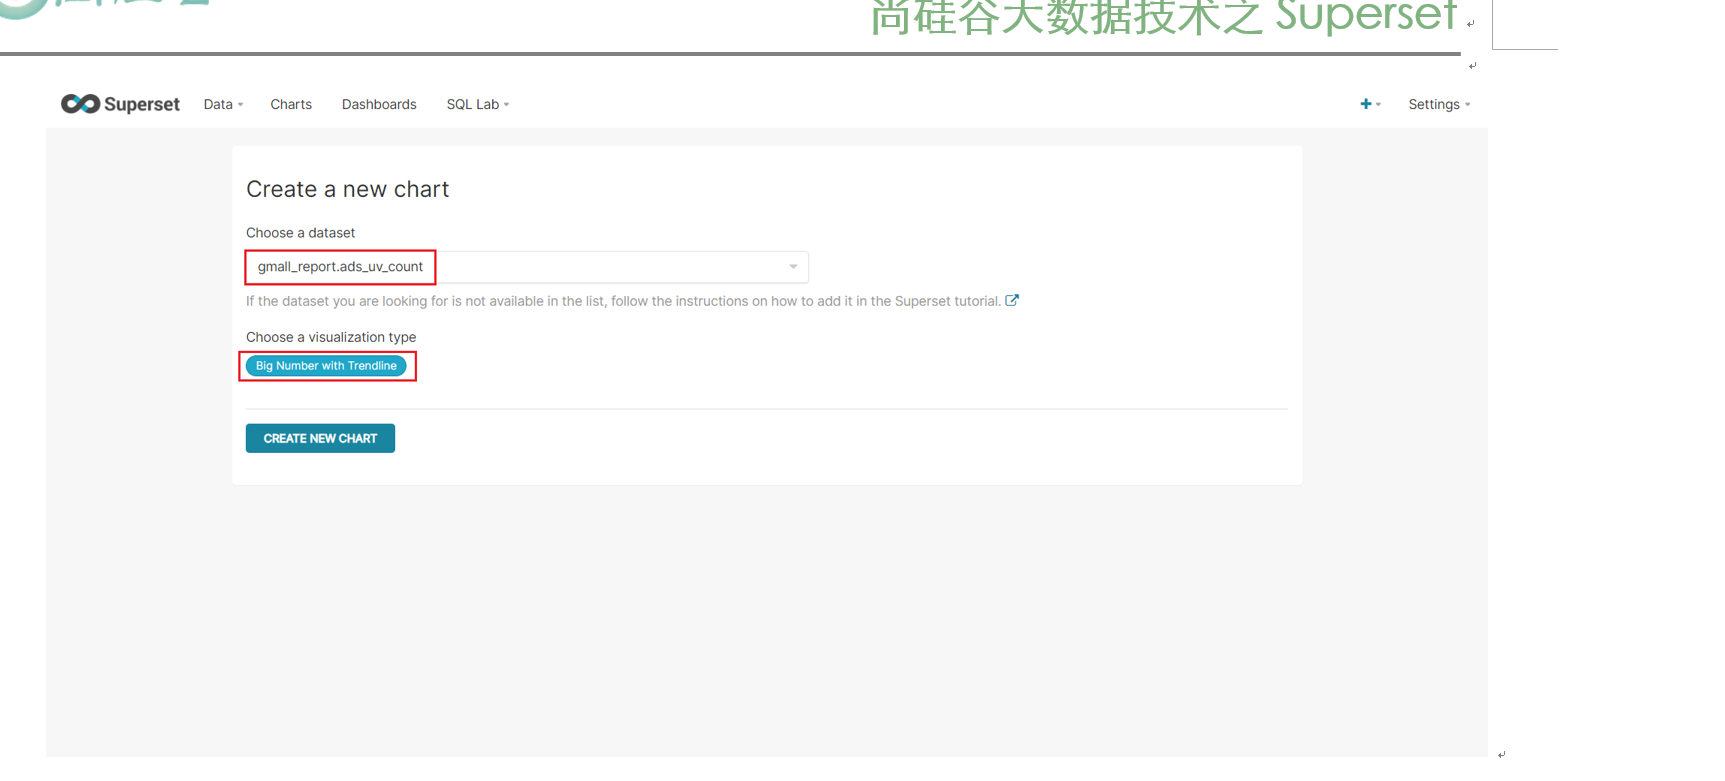 尚硅谷大数据技术之 Superset
Superset Data Charts Dashboards SQL Lab Settings
Create a new chart
Choose a dataset
gmall_report.ads_uv_count
If the dataset you are looking for is not available in the list, follow the instructions on how to add it in the Superset tutorial.
Choose a visualization type
Big Number with Trendline
CREATE NEW CHART